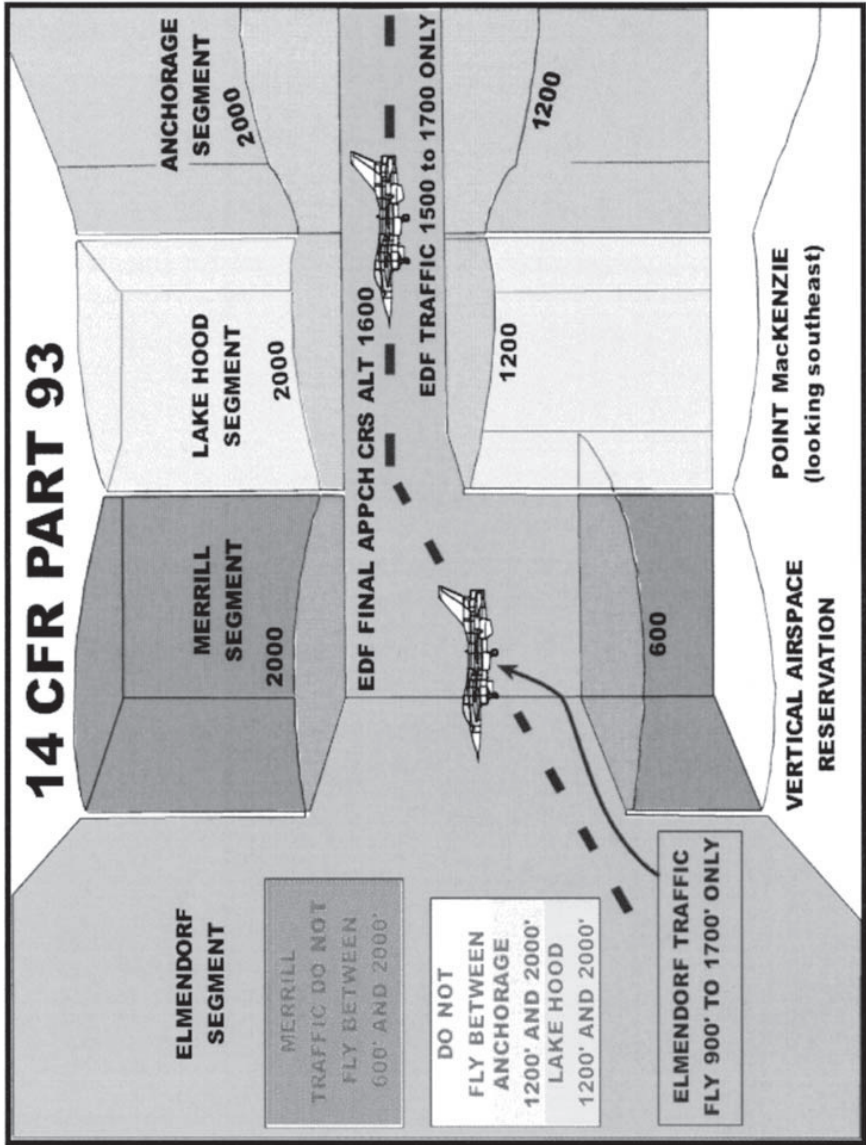 14 CFR PART 93
ELMENDORF
SEGMENT
MERRILL
SEGMENT
2000
LAKE HOOD
SEGMENT
2000
ANCHORAGE
SEGMENT
2000
MERRILL
TRAFFIC DO NOT
FLY BETWEEN
600' AND 2000'
EDF FINAL APPCH CRS ALT 1600
EDF TRAFFIC 1500 to 1700 ONLY
DO NOT
FLY BETWEEN
ANCHORAGE
1200' AND 2000'
LAKE HOOD
1200' AND 2000'
600
1200
1200
ELMENDORF TRAFFIC
FLY 900' TO 1700' ONLY
VERTICAL AIRSPACE
RESERVATION
POINT MacKENZIE
(looking southeast)